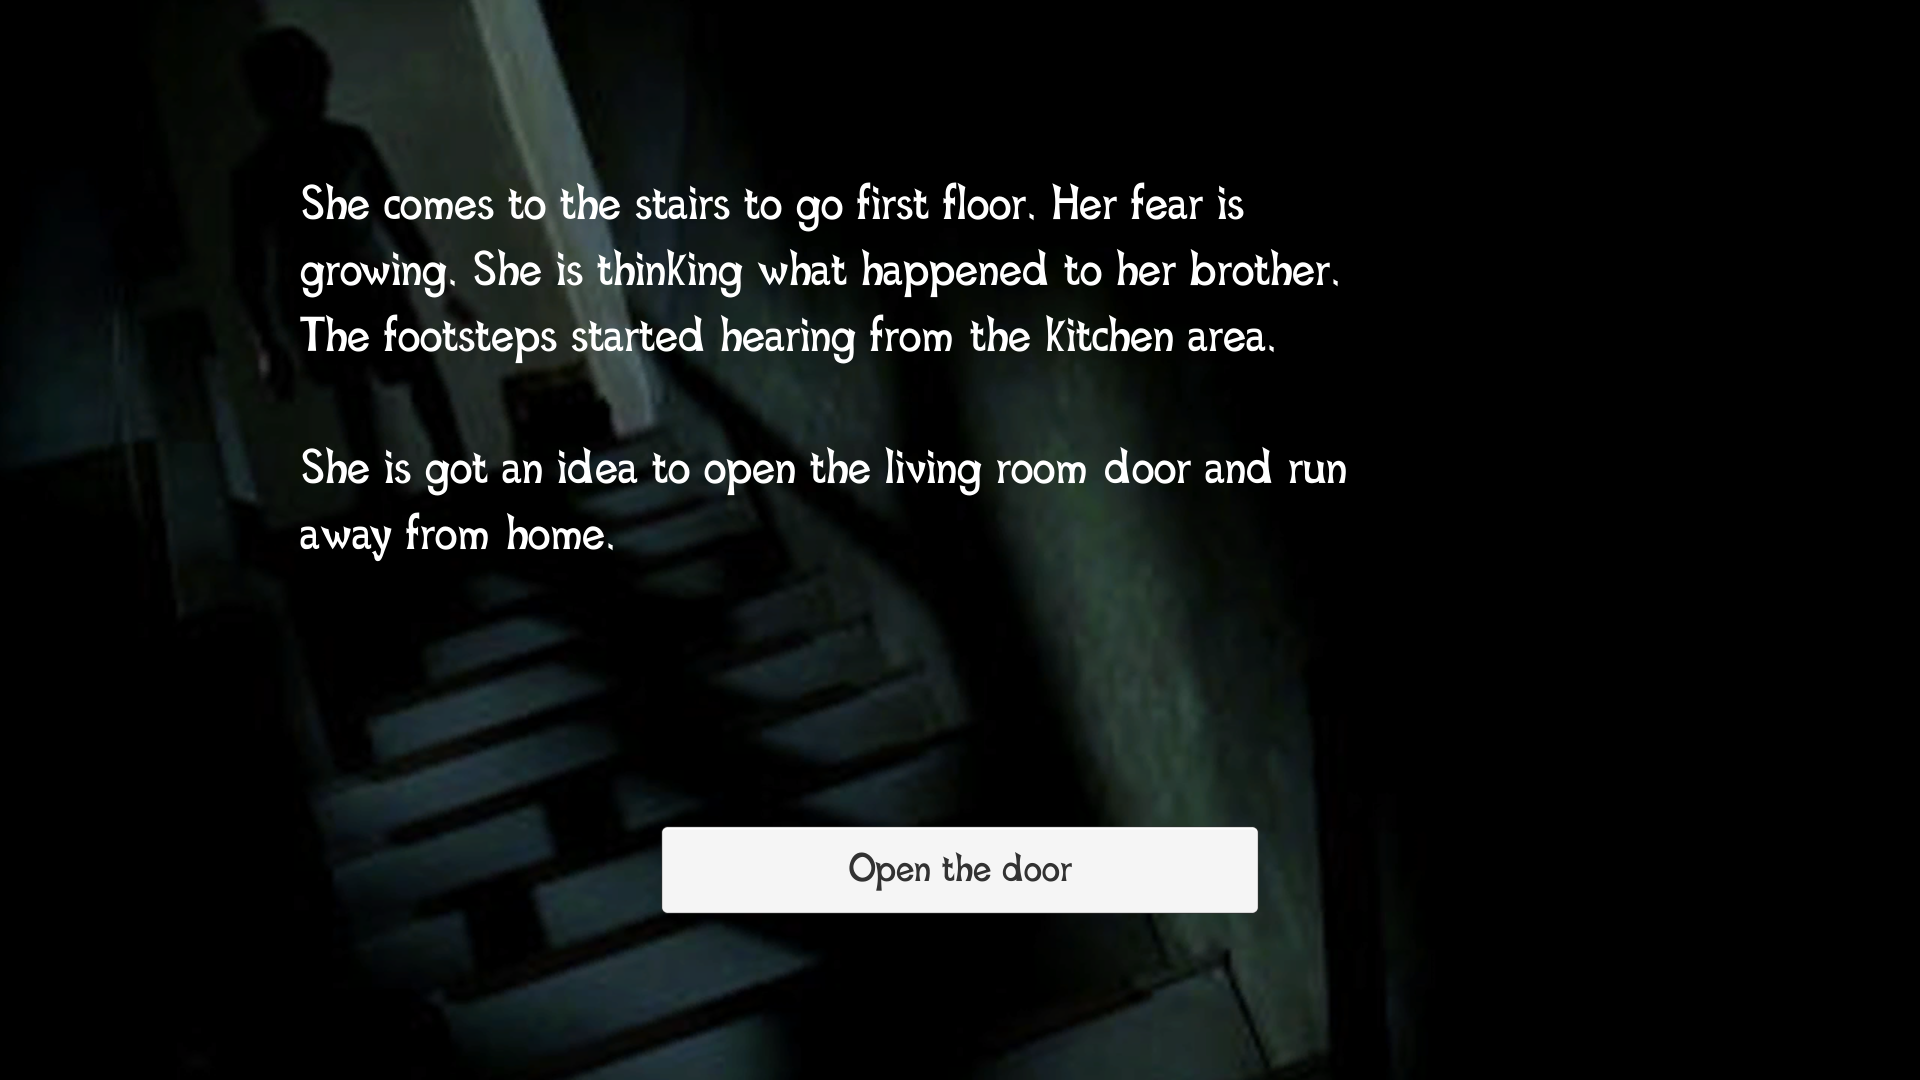 She comes to the stairs to go first floor. Her fear is
growing. She is thinking what happened to her brother.
The footsteps started hearing from the kitchen area.
She is got an idea to open the living room door and run
away from home.
Open the door